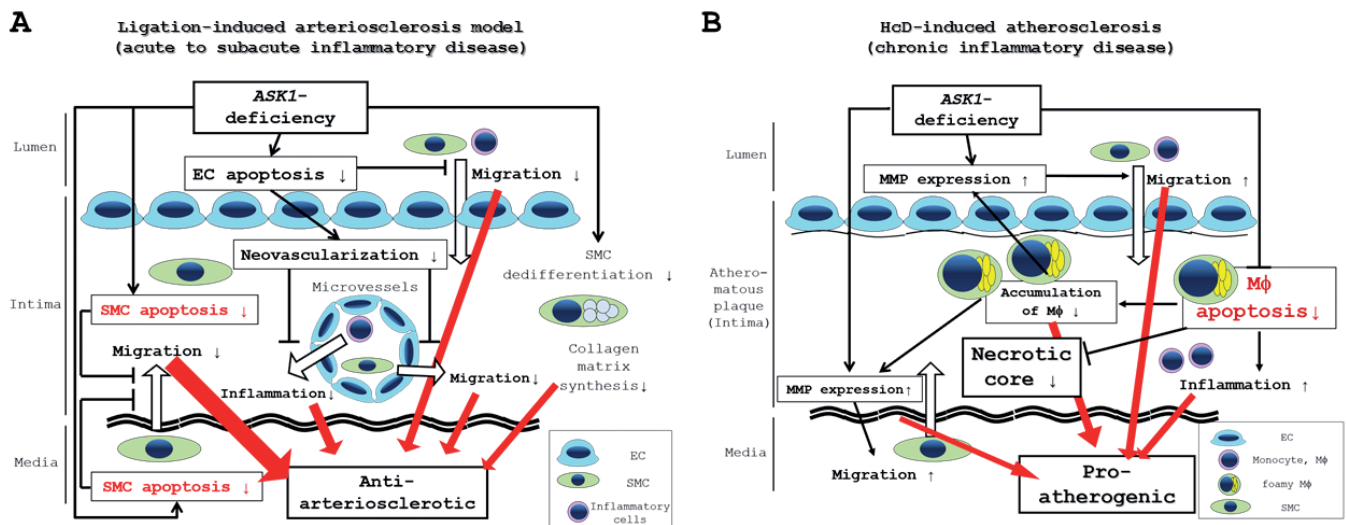 A
Ligation-induced arteriosclerosis model
(acute to subacute inflammatory disease)
ASK1-
deficiency
Lumen
EC apoptosis ↓
Migration ↓
Neovascularization ↓
SMC
dedifferentiation ↓
Microvessels
Intima
SMC apoptosis ↓
Migration ↓
Collagen
matrix
synthesis↓
Inflammation↓
Migration↓
Media
SMC apoptosis ↓
Anti-
arteriosclerotic
EC
SMC
Inflammatory
cells
B
HcD-induced atherosclerosis
(chronic inflammatory disease)
ASK1-
deficiency
Lumen
MMP expression ↑
Migration ↑
Athero-
matous
plaque
(Intima)
Accumulation
of Mϕ ↓
Mϕ
apoptosis↓
Necrotic
core ↓
MMP expression↑
Inflammation ↑
Media
Migration ↑
Pro-
atherogenic
EC
Monocyte, Mϕ
foamy Mϕ
SMC